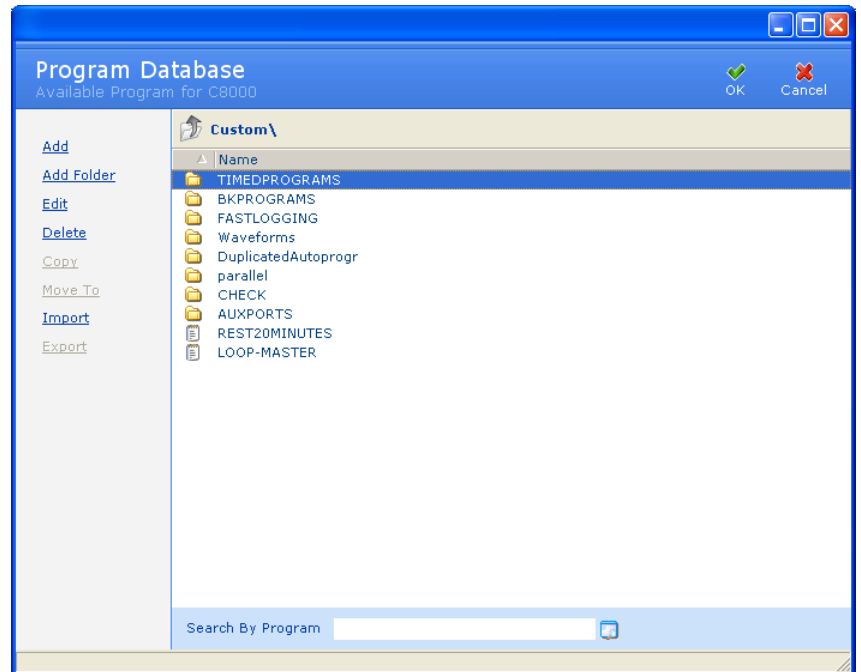 Program Database
Available Program for C8000
OK
Cancel
Add
Add Folder
Edit
Delete
Copy
Move To
Import
Export
Custom\
Name
TIMEDPROGRAMS
BKPROGRAMS
FASTLOGGING
Waveforms
DuplicatedAutoprogr
parallel
CHECK
AUXPORTS
REST20MINUTES
LOOP-MASTER
Search By Program